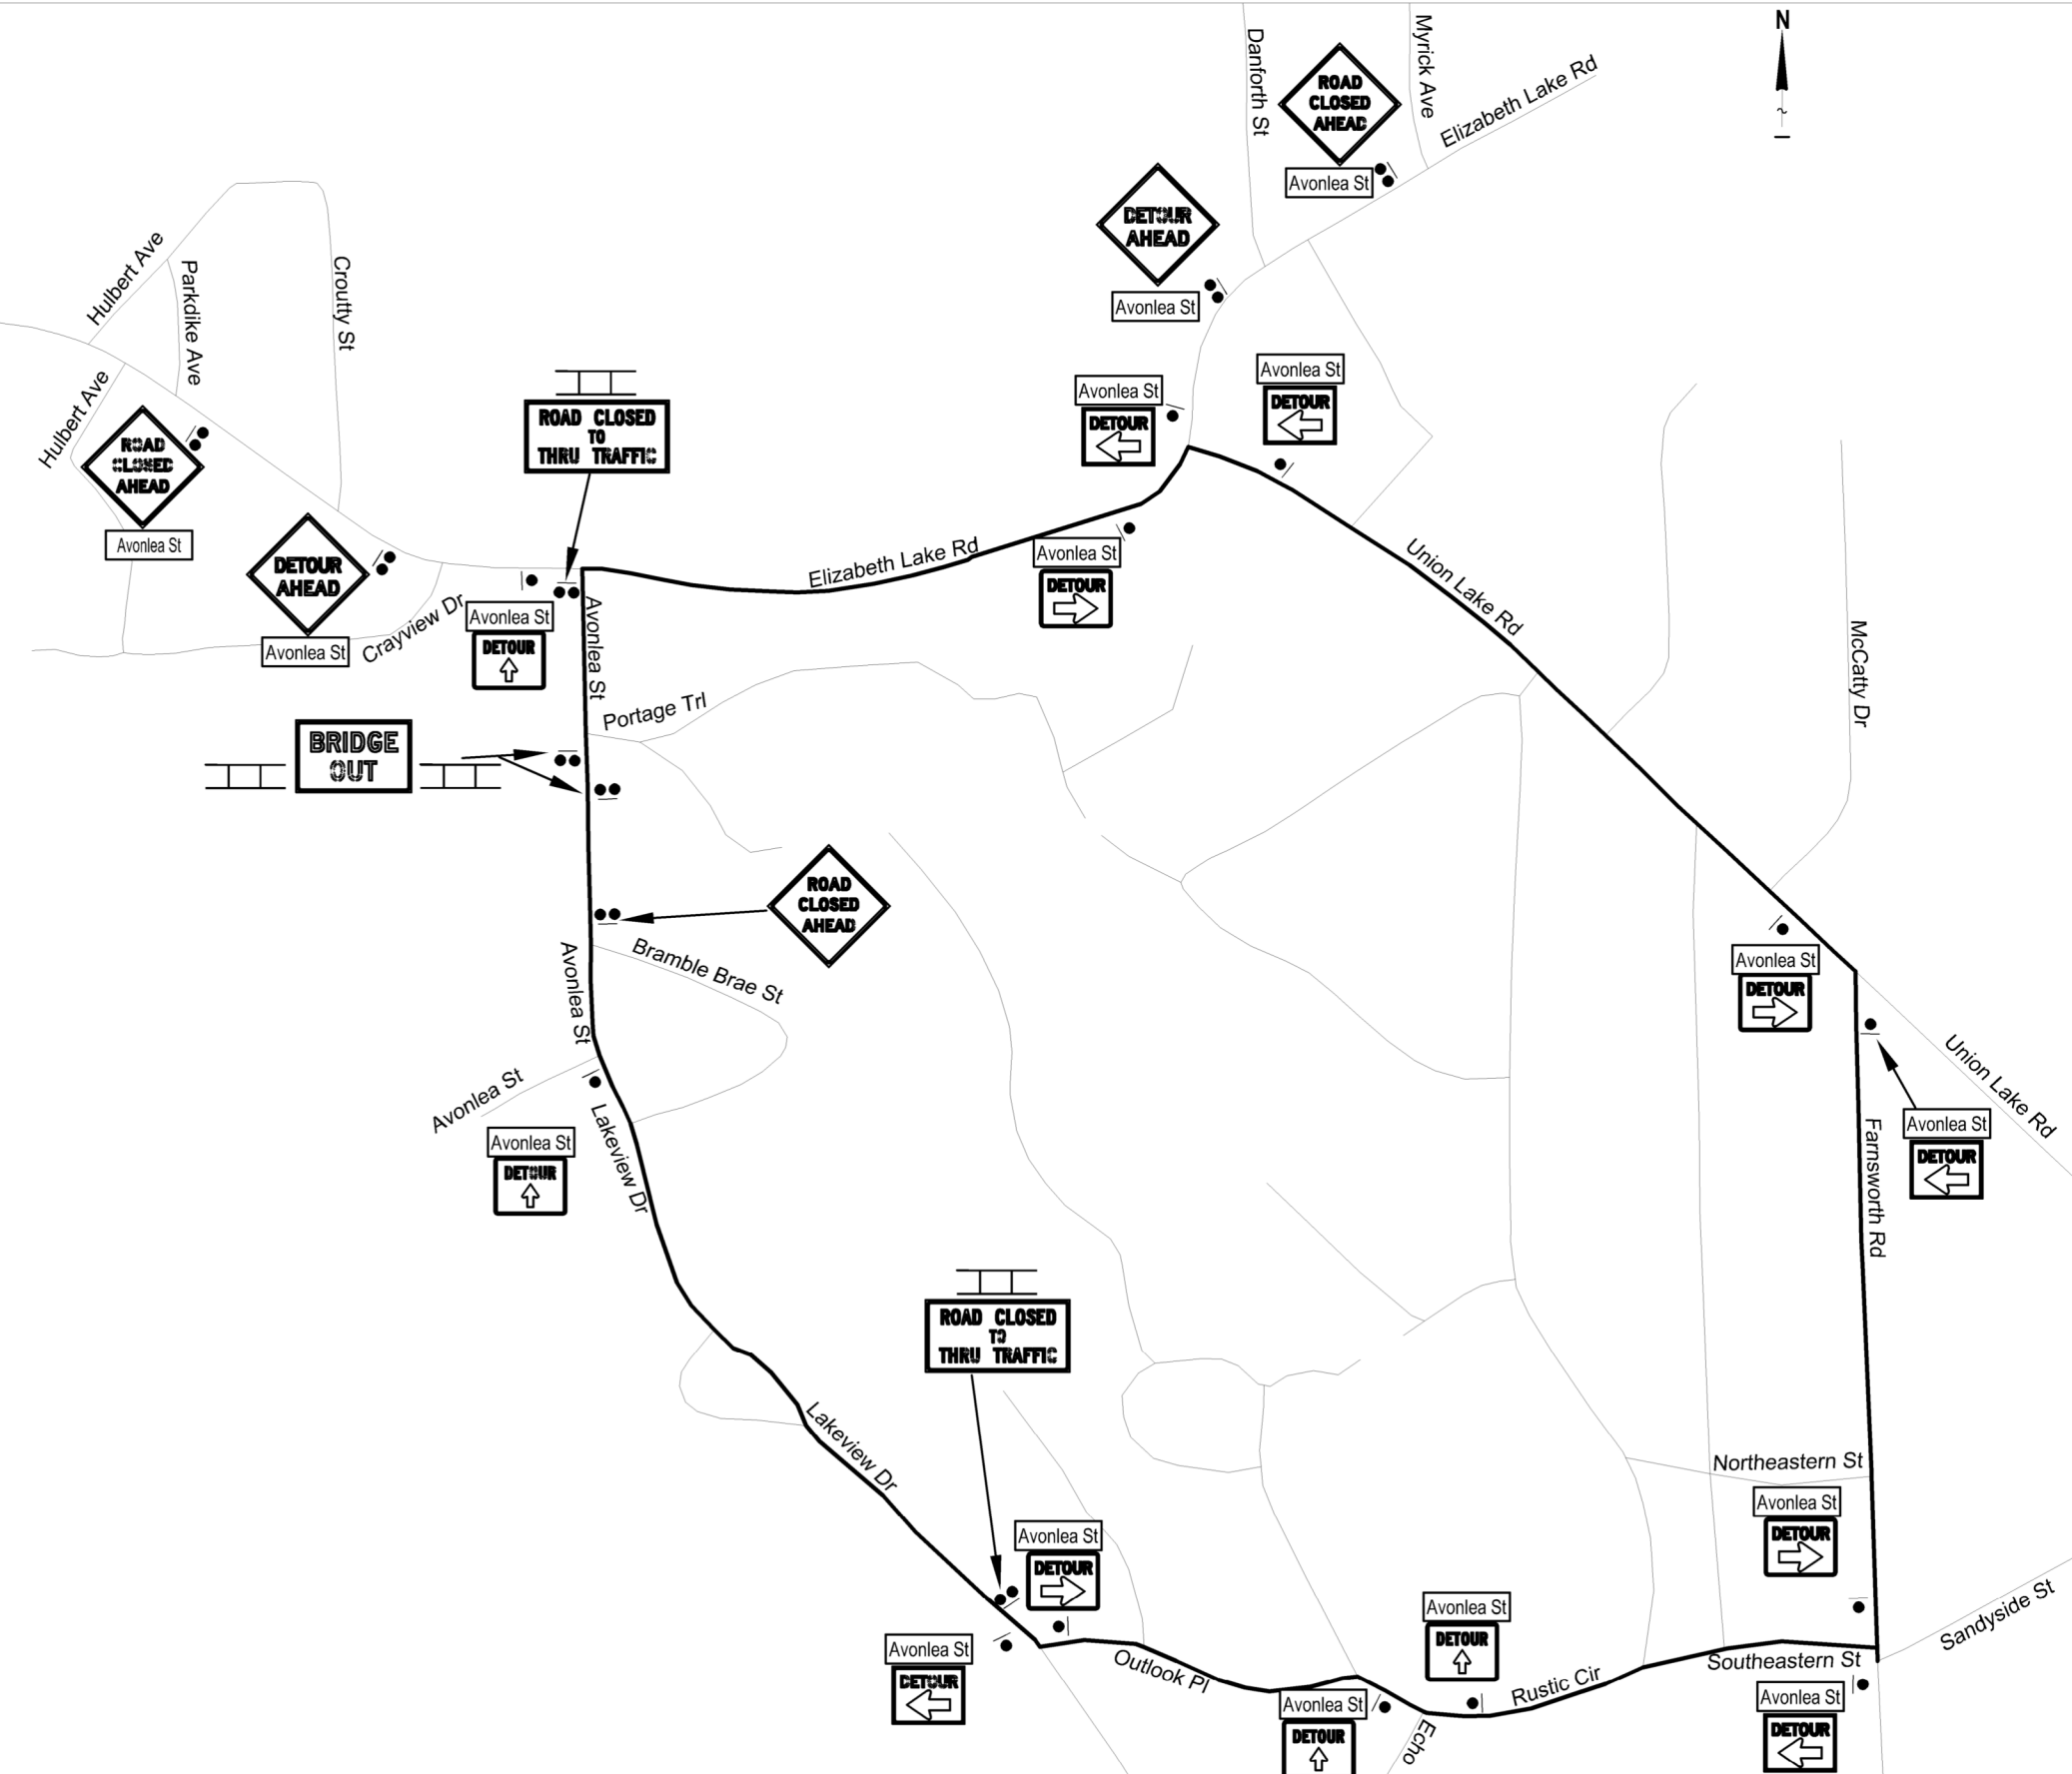 N
Danforth St
Myrick Ave
ROAD
CLOSED
AHEAD
Avonlea St
Elizabeth Lake Rd
DETOUR
AHEAD
Avonlea St
Hulbert Ave
Parkdike Ave
Croutty St
Hulbert Ave
ROAD
CLOSED
AHEAD
Avonlea St
DETOUR
AHEAD
Avonlea St
Crayview Dr
ROAD CLOSED
TO
THRU TRAFFIC
Avonlea St
DETOUR
Avonlea St
Elizabeth Lake Rd
Avonlea St
DETOUR
Avonlea St
DETOUR
Avonlea St
DETOUR
Union Lake Rd
McCatty Dr
Portage Trl
BRIDGE
OUT
ROAD
CLOSED
AHEAD
Bramble Brae St
Avonlea St
Avonlea St
Avonlea St
DETOUR
Lakeview Dr
Avonlea St
DETOUR
Union Lake Rd
Avonlea St
DETOUR
Farnsworth Rd
ROAD CLOSED
TO
THRU TRAFFIC
Lakeview Dr
Northeastern St
Avonlea St
DETOUR
Avonlea St
DETOUR
Avonlea St
DETOUR
Outlook Pl
Avonlea St
DETOUR
Avonlea St
DETOUR
Echo
Rustic Cir
Southeastern St
Sandyside St
Avonlea St
DETOUR